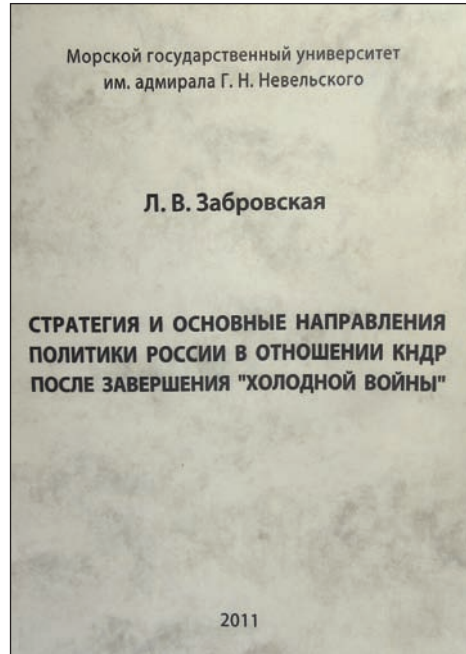 Морской государственный университет
им. адмирала Г. Н. Невельского
Л. В. Забровская
СТРАТЕГИЯ И ОСНОВНЫЕ НАПРАВЛЕНИЯ
ПОЛИТИКИ РОССИИ В ОТНОШЕНИИ КНДР
ПОСЛЕ ЗАВЕРШЕНИЯ "ХОЛОДНОЙ ВОЙНЫ"
2011